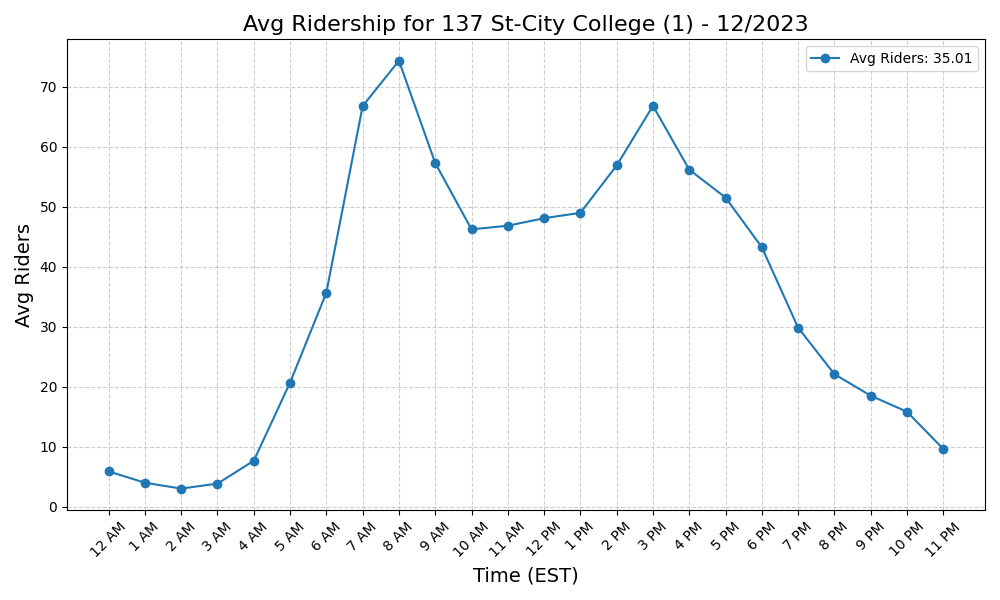 Avg Ridership for 137 St-City College (1) - 12/2023
Avg Riders: 35.01
Avg Riders
70
60
50
40
30
20
10
0
12 AM
1 AM
2 AM
3 AM
4 AM
5 AM
6 AM
7 AM
8 AM
9 AM
10 AM
11 AM
12 PM
1 PM
2 PM
3 PM
4 PM
5 PM
6 PM
7 PM
8 PM
9 PM
10 PM
11 PM
Time (EST)